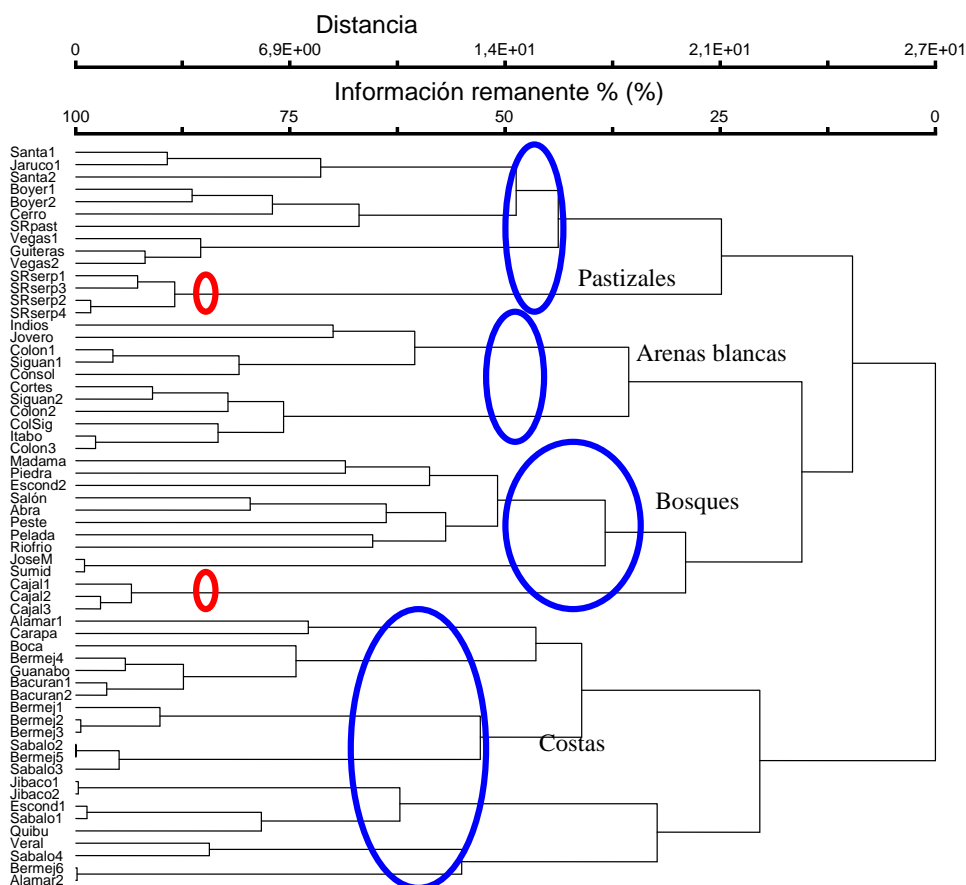 Distancia
0 6,9E+00 1,4E+01 2,1E+01 2,7E+01
Información remanente % (%)
100 75 50 25 0
Santa1
Jaruco1
Santa2
Boyer1
Boyer2
Cerro
SRpast
Vegas1
Guiteras
Vegas2
SRserp1
Pastizales
SRserp3
SRserp2
SRserp4
Indios
Jovero
Colon1
Arenas blancas
Siguan1
Consol
Cortes
Siguan2
Colon2
ColSig
Itabo
Colon3
Madama
Piedra
Escond2
Salón
Bosques
Abra
Peste
Pelada
Riofrio
JoseM
Sumid
Cajal1
Cajal2
Cajal3
Alamar1
Carapa
Boca
Bermej4
Guanabo
Bacuran1
Bacuran2
Bermej1
Bermej2
Bermej3
Costas
Sabalo2
Bermej5
Sabalo3
Jibaco1
Jibaco2
Escond1
Sabalo1
Quibu
Veral
Sabalo4
Bermej6
Alamar2